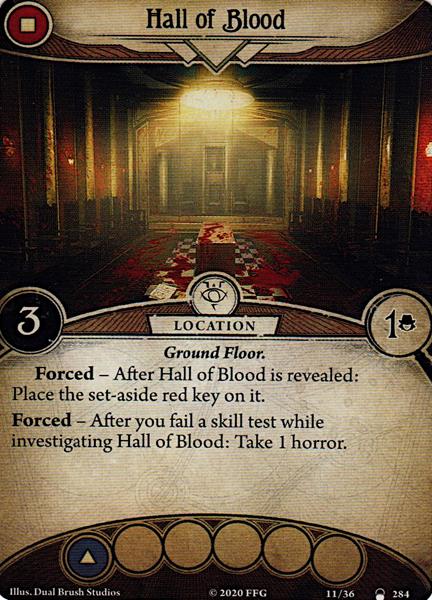 Hall of Blood
3
1
LOCATION
Ground Floor.
Forced – After Hall of Blood is revealed:
Place the set-aside red key on it.
Forced – After you fail a skill test while
investigating Hall of Blood: Take 1 horror.
Illus. Dual Brush Studios © 2020 FFG 11/36 284